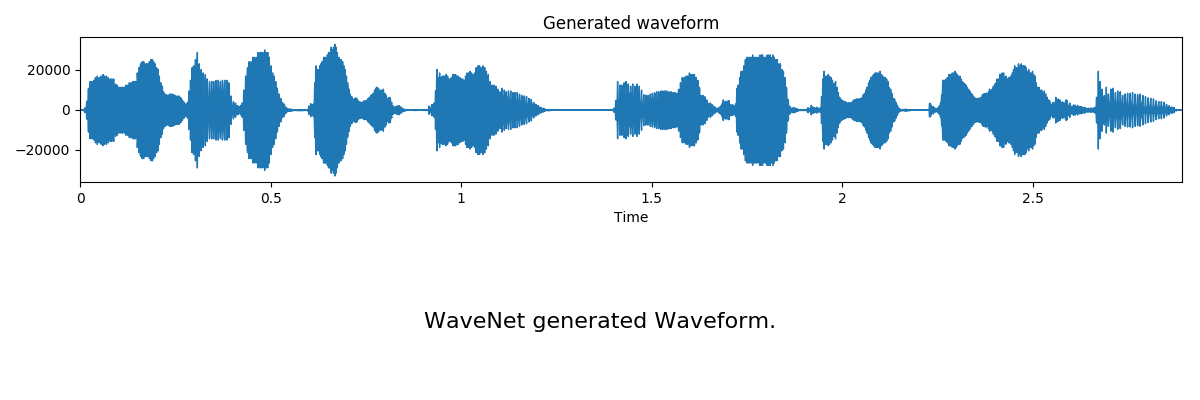 Generated waveform
20000
0
−20000
0 0.5 1 1.5 2 2.5
Time
WaveNet generated Waveform.